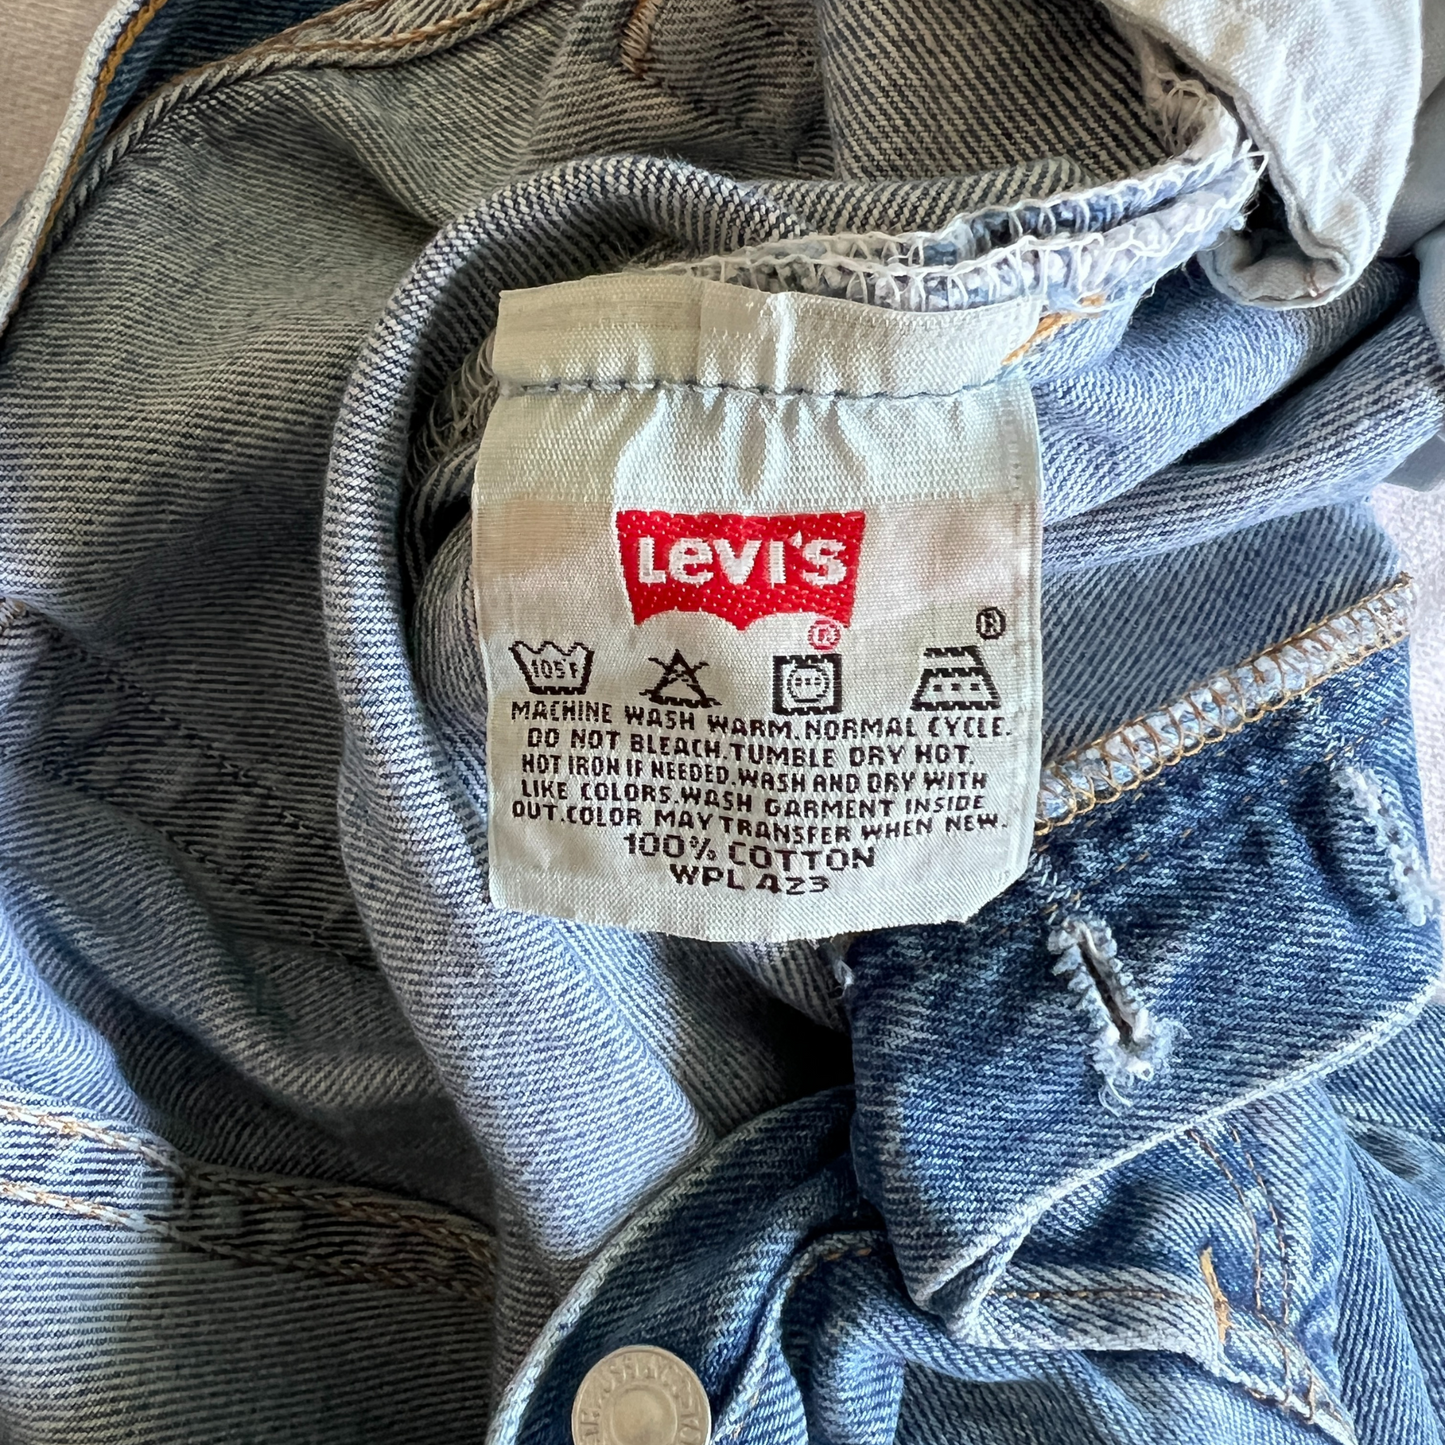 LEVI'S
®
®
105°F
MACHINE WASH WARM.NORMAL CYCLE.
DO NOT BLEACH.TUMBLE DRY HOT.
HOT IRON IF NEEDED.WASH AND DRY WITH
LIKE COLORS.WASH GARMENT INSIDE
OUT.COLOR MAY TRANSFER WHEN NEW.
100% COTTON
WPL 423